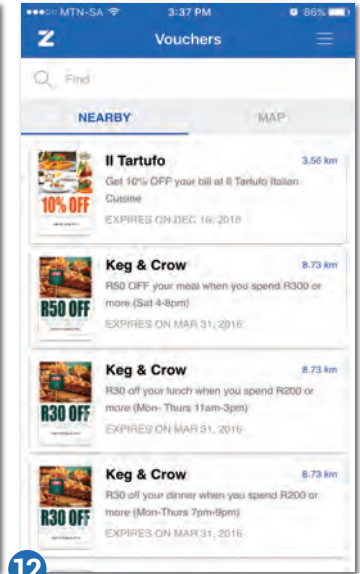 MTN-SA 3:37 PM 86%
Z Vouchers
Find
NEARBY MAP
Il Tartufo 3.56 km
Get 10% OFF your bill at Il Tartufo Italian
Cuisine
EXPIRES ON DEC 16, 2016
10% OFF
Keg & Crow 8.73 km
R50 OFF your meal when you spend R300 or
more (Sat 4-8pm)
EXPIRES ON MAR 31, 2016
R50 OFF
Keg & Crow 8.73 km
R30 off your lunch when you spend R200 or
more (Mon- Thurs 11am-3pm)
EXPIRES ON MAR 31, 2016
R30 OFF
Keg & Crow 8.73 km
R30 off your dinner when you spend R200 or
more (Mon-Thurs 7pm-9pm)
EXPIRES ON MAR 31, 2016
R30 OFF
12